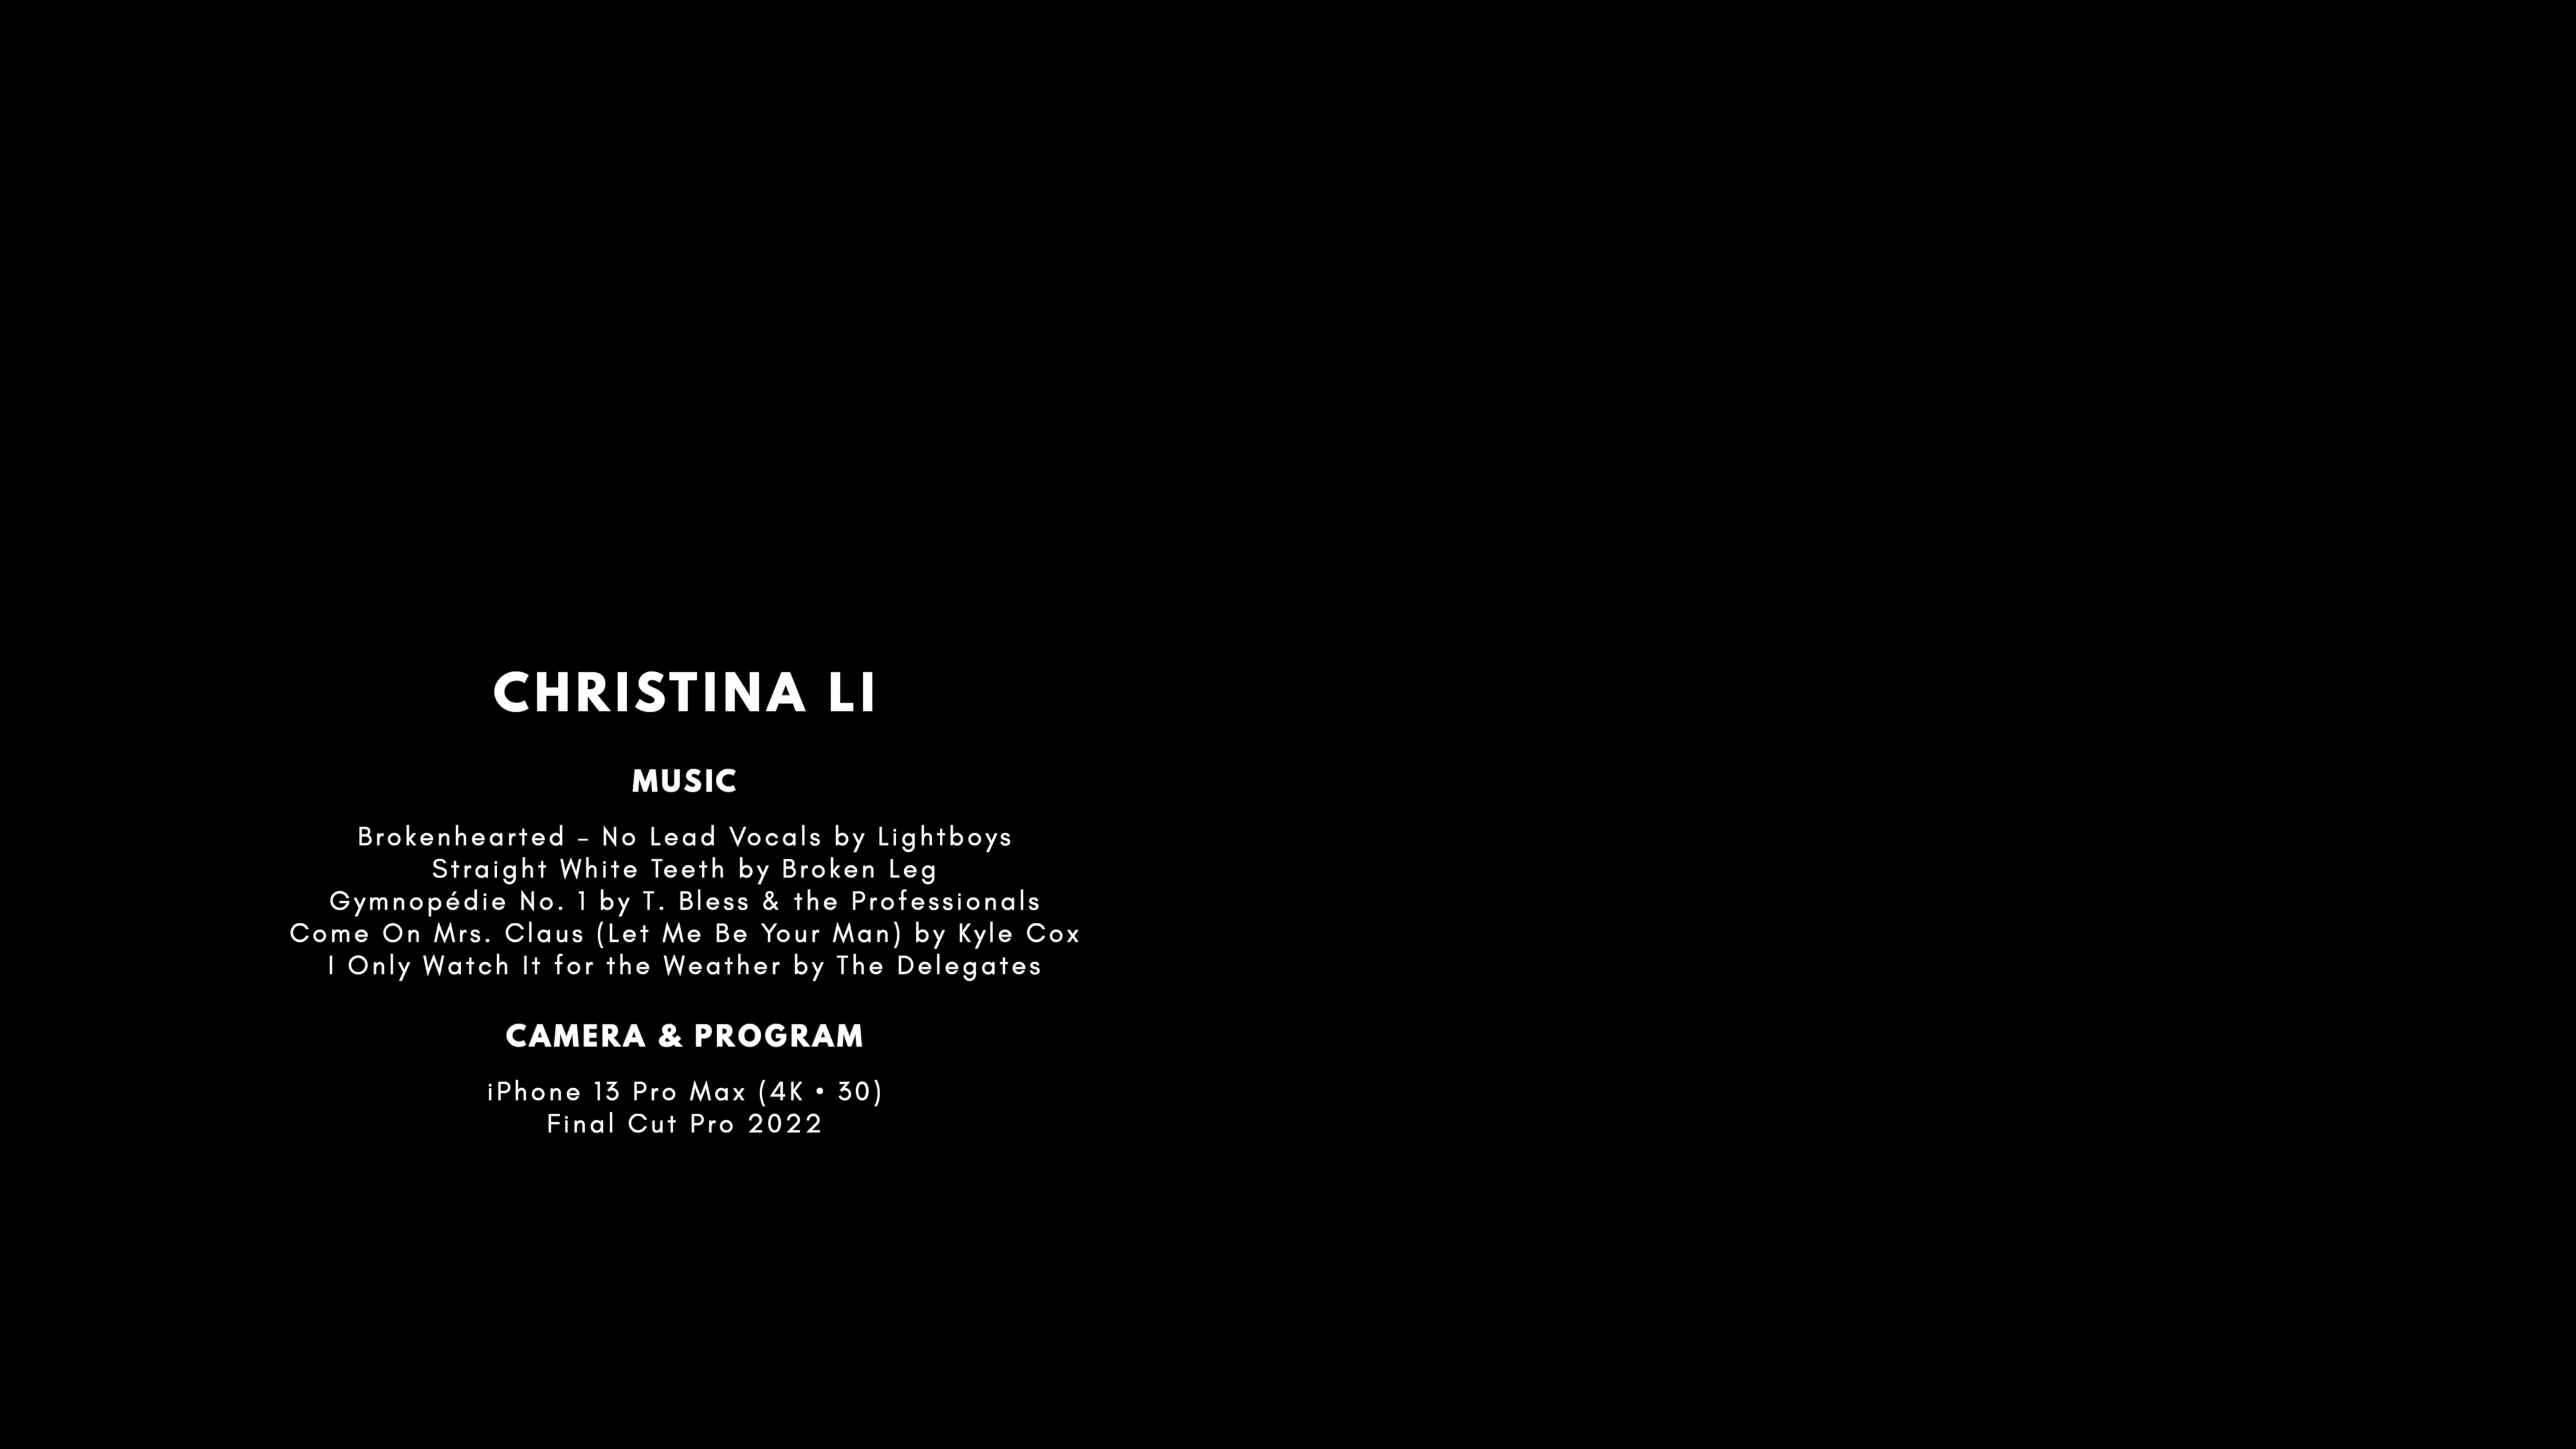 CHRISTINA LI
MUSIC
Brokenhearted – No Lead Vocals by Lightboys
Straight White Teeth by Broken Leg
Gymnopédie No. 1 by T. Bless & the Professionals
Come On Mrs. Claus (Let Me Be Your Man) by Kyle Cox
I Only Watch It for the Weather by The Delegates
CAMERA & PROGRAM
iPhone 13 Pro Max (4K • 30)
Final Cut Pro 2022